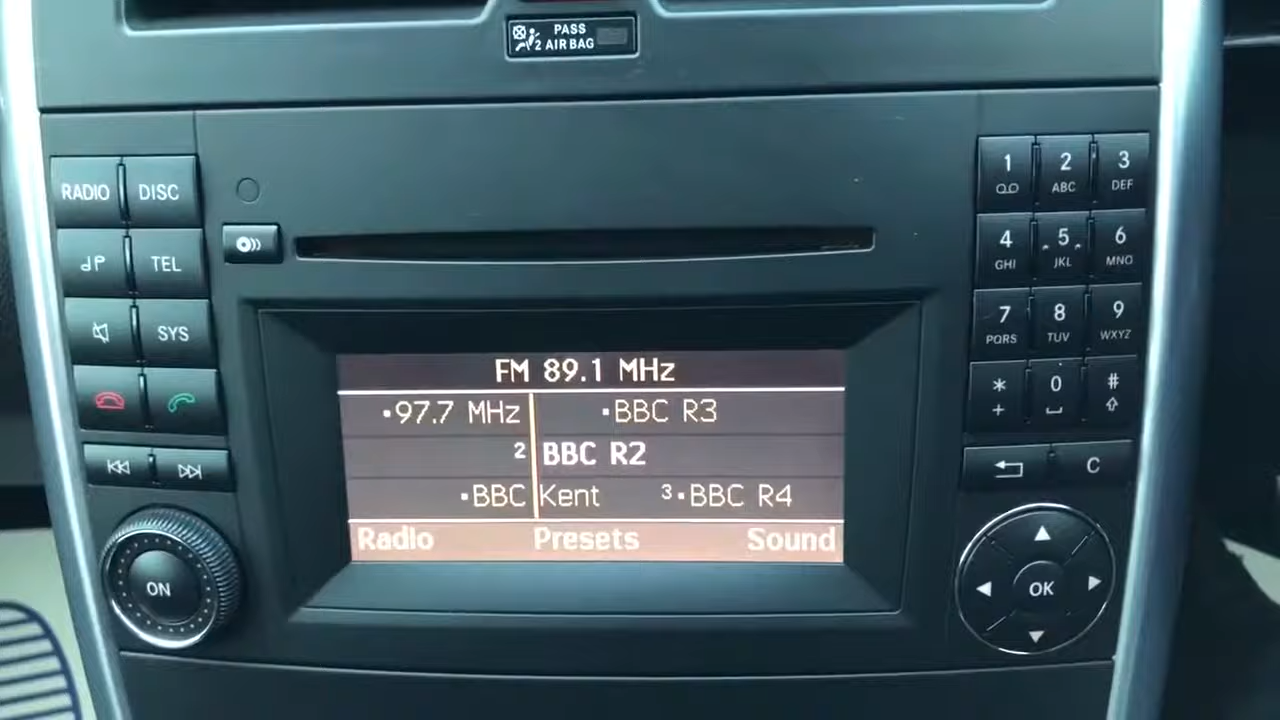 PASS
2 AIR BAG
RADIO DISC
TEL
SYS
ON
FM 89.1 MHz
•97.7 MHz •BBC R3
2 BBC R2
•BBC Kent 3•BBC R4
Radio Presets Sound
1 2 3
ABC DEF
4 5 6
GHI JKL MNO
7 8 9
PQRS TUV WXYZ
* 0 #
+
C
OK